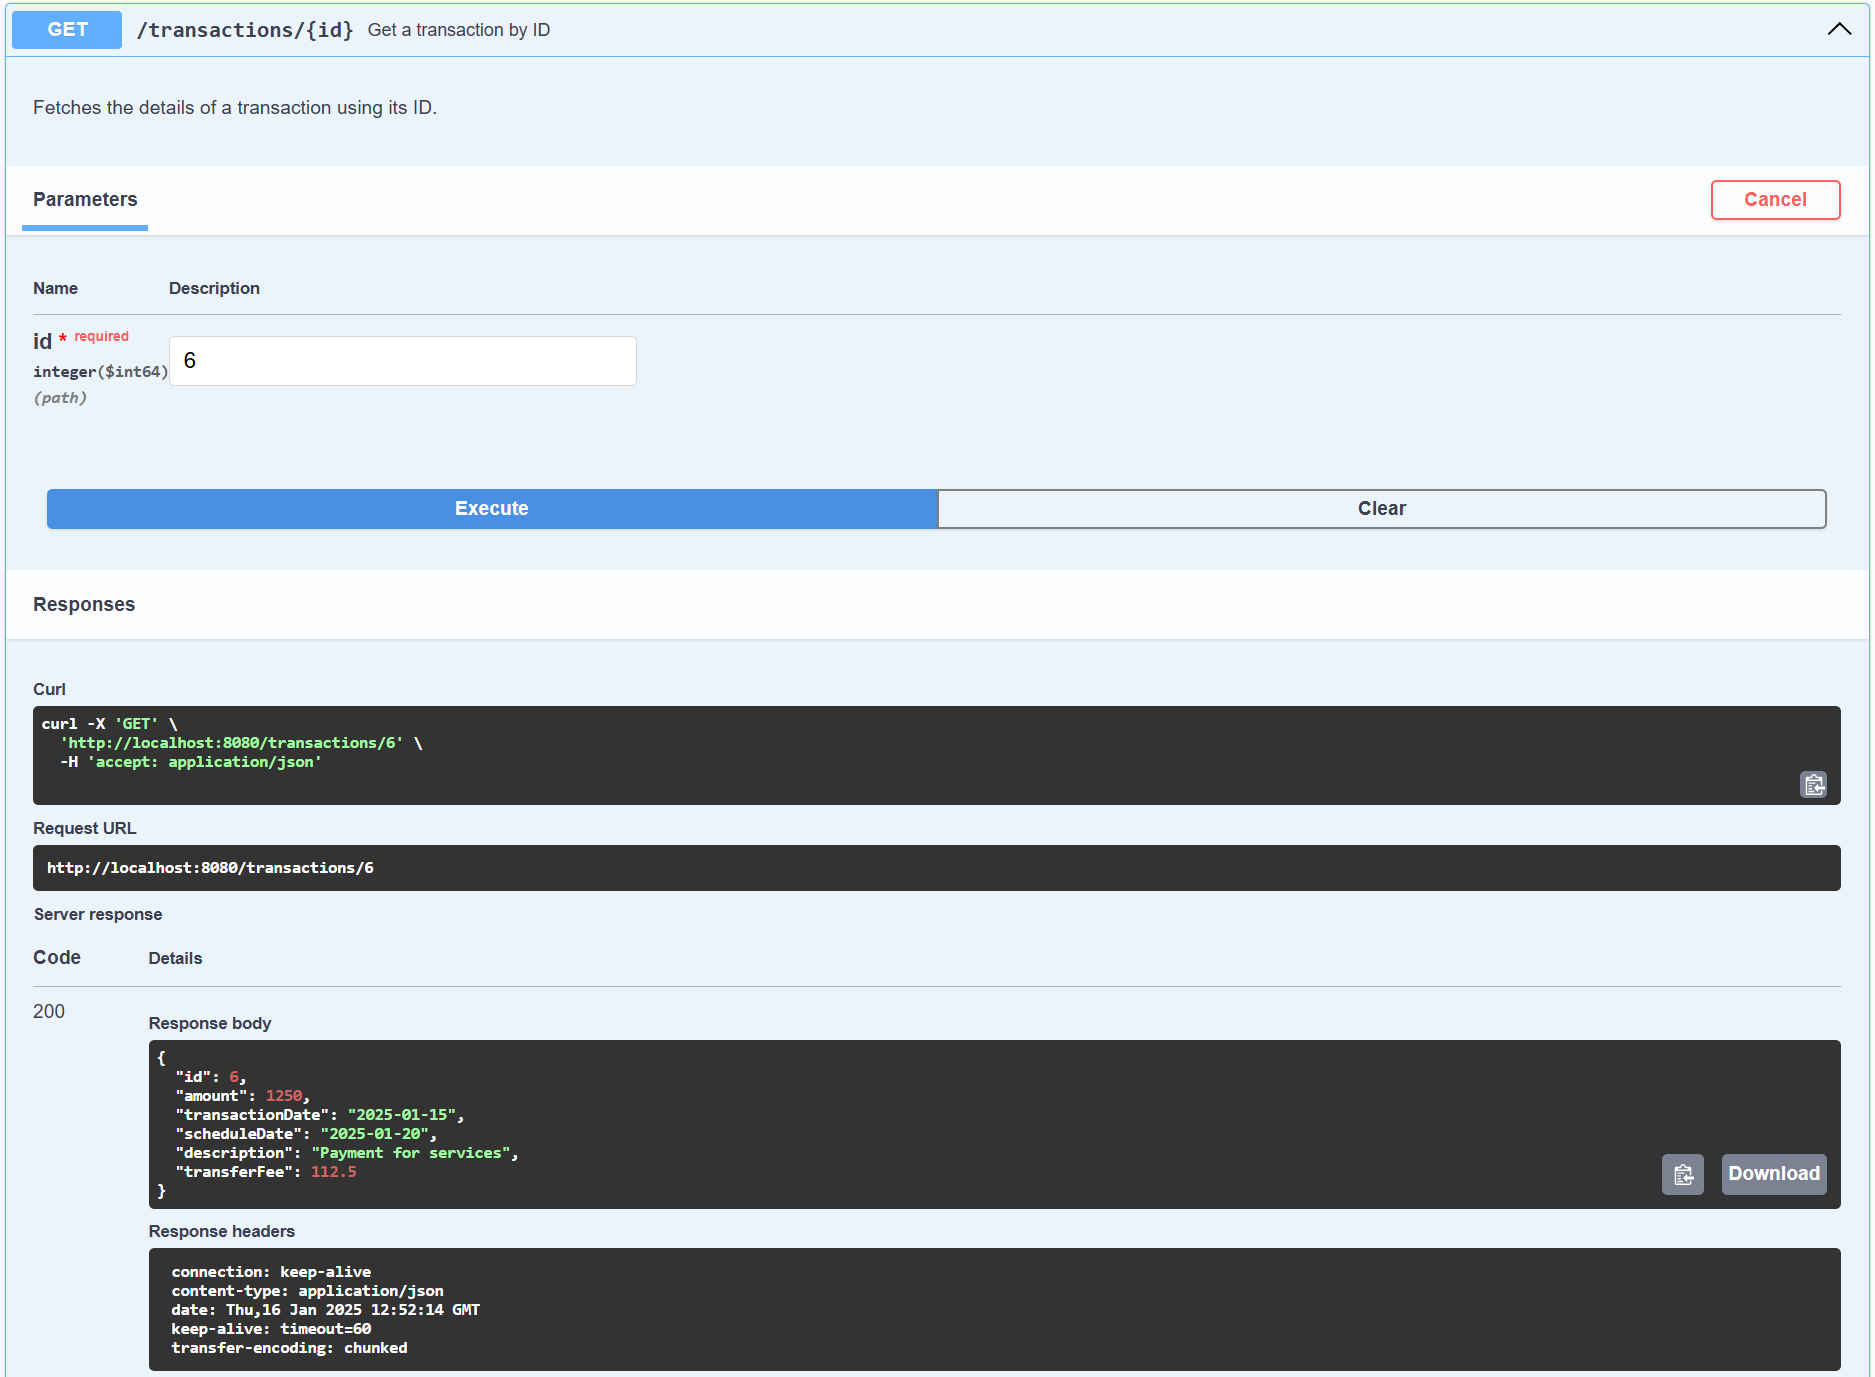 GET /transactions/{id} Get a transaction by ID
Fetches the details of a transaction using its ID.
Parameters
Cancel
Name Description
id * required
integer($int64)
(path)
6
Execute
Clear
Responses
Curl
curl -X 'GET' \
  'http://localhost:8080/transactions/6' \
  -H 'accept: application/json'
Request URL
http://localhost:8080/transactions/6
Server response
Code Details
200
Response body
{
  "id": 6,
  "amount": 1250,
  "transactionDate": "2025-01-15",
  "scheduleDate": "2025-01-20",
  "description": "Payment for services",
  "transferFee": 112.5
}
Download
Response headers
connection: keep-alive
content-type: application/json
date: Thu,16 Jan 2025 12:52:14 GMT
keep-alive: timeout=60
transfer-encoding: chunked